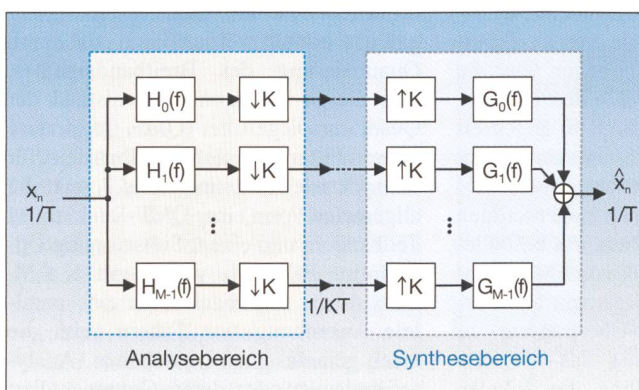 H₀(f) ↓K ↑K G₀(f)
H₁(f) ↓K ↑K G₁(f)
xₙ x̂ₙ
1/T 1/T
⋮ ⋮
H_{M-1}(f) ↓K ↑K G_{M-1}(f)
1/KT
Analysebereich Synthesebereich